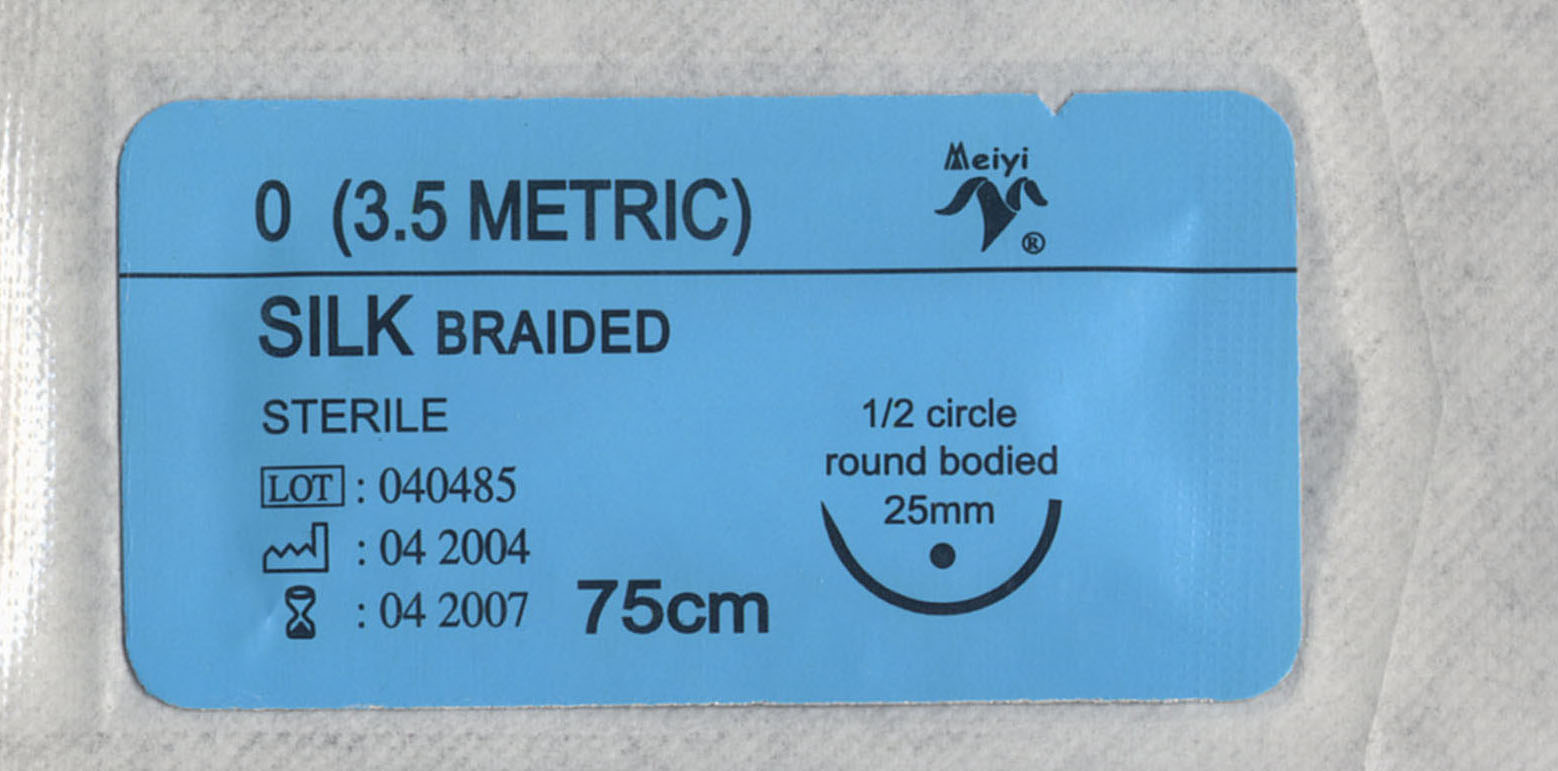 0 (3.5 METRIC)
Meiyi
®
SILK BRAIDED
STERILE
LOT : 040485
: 04 2004
: 04 2007
75cm
1/2 circle
round bodied
25mm